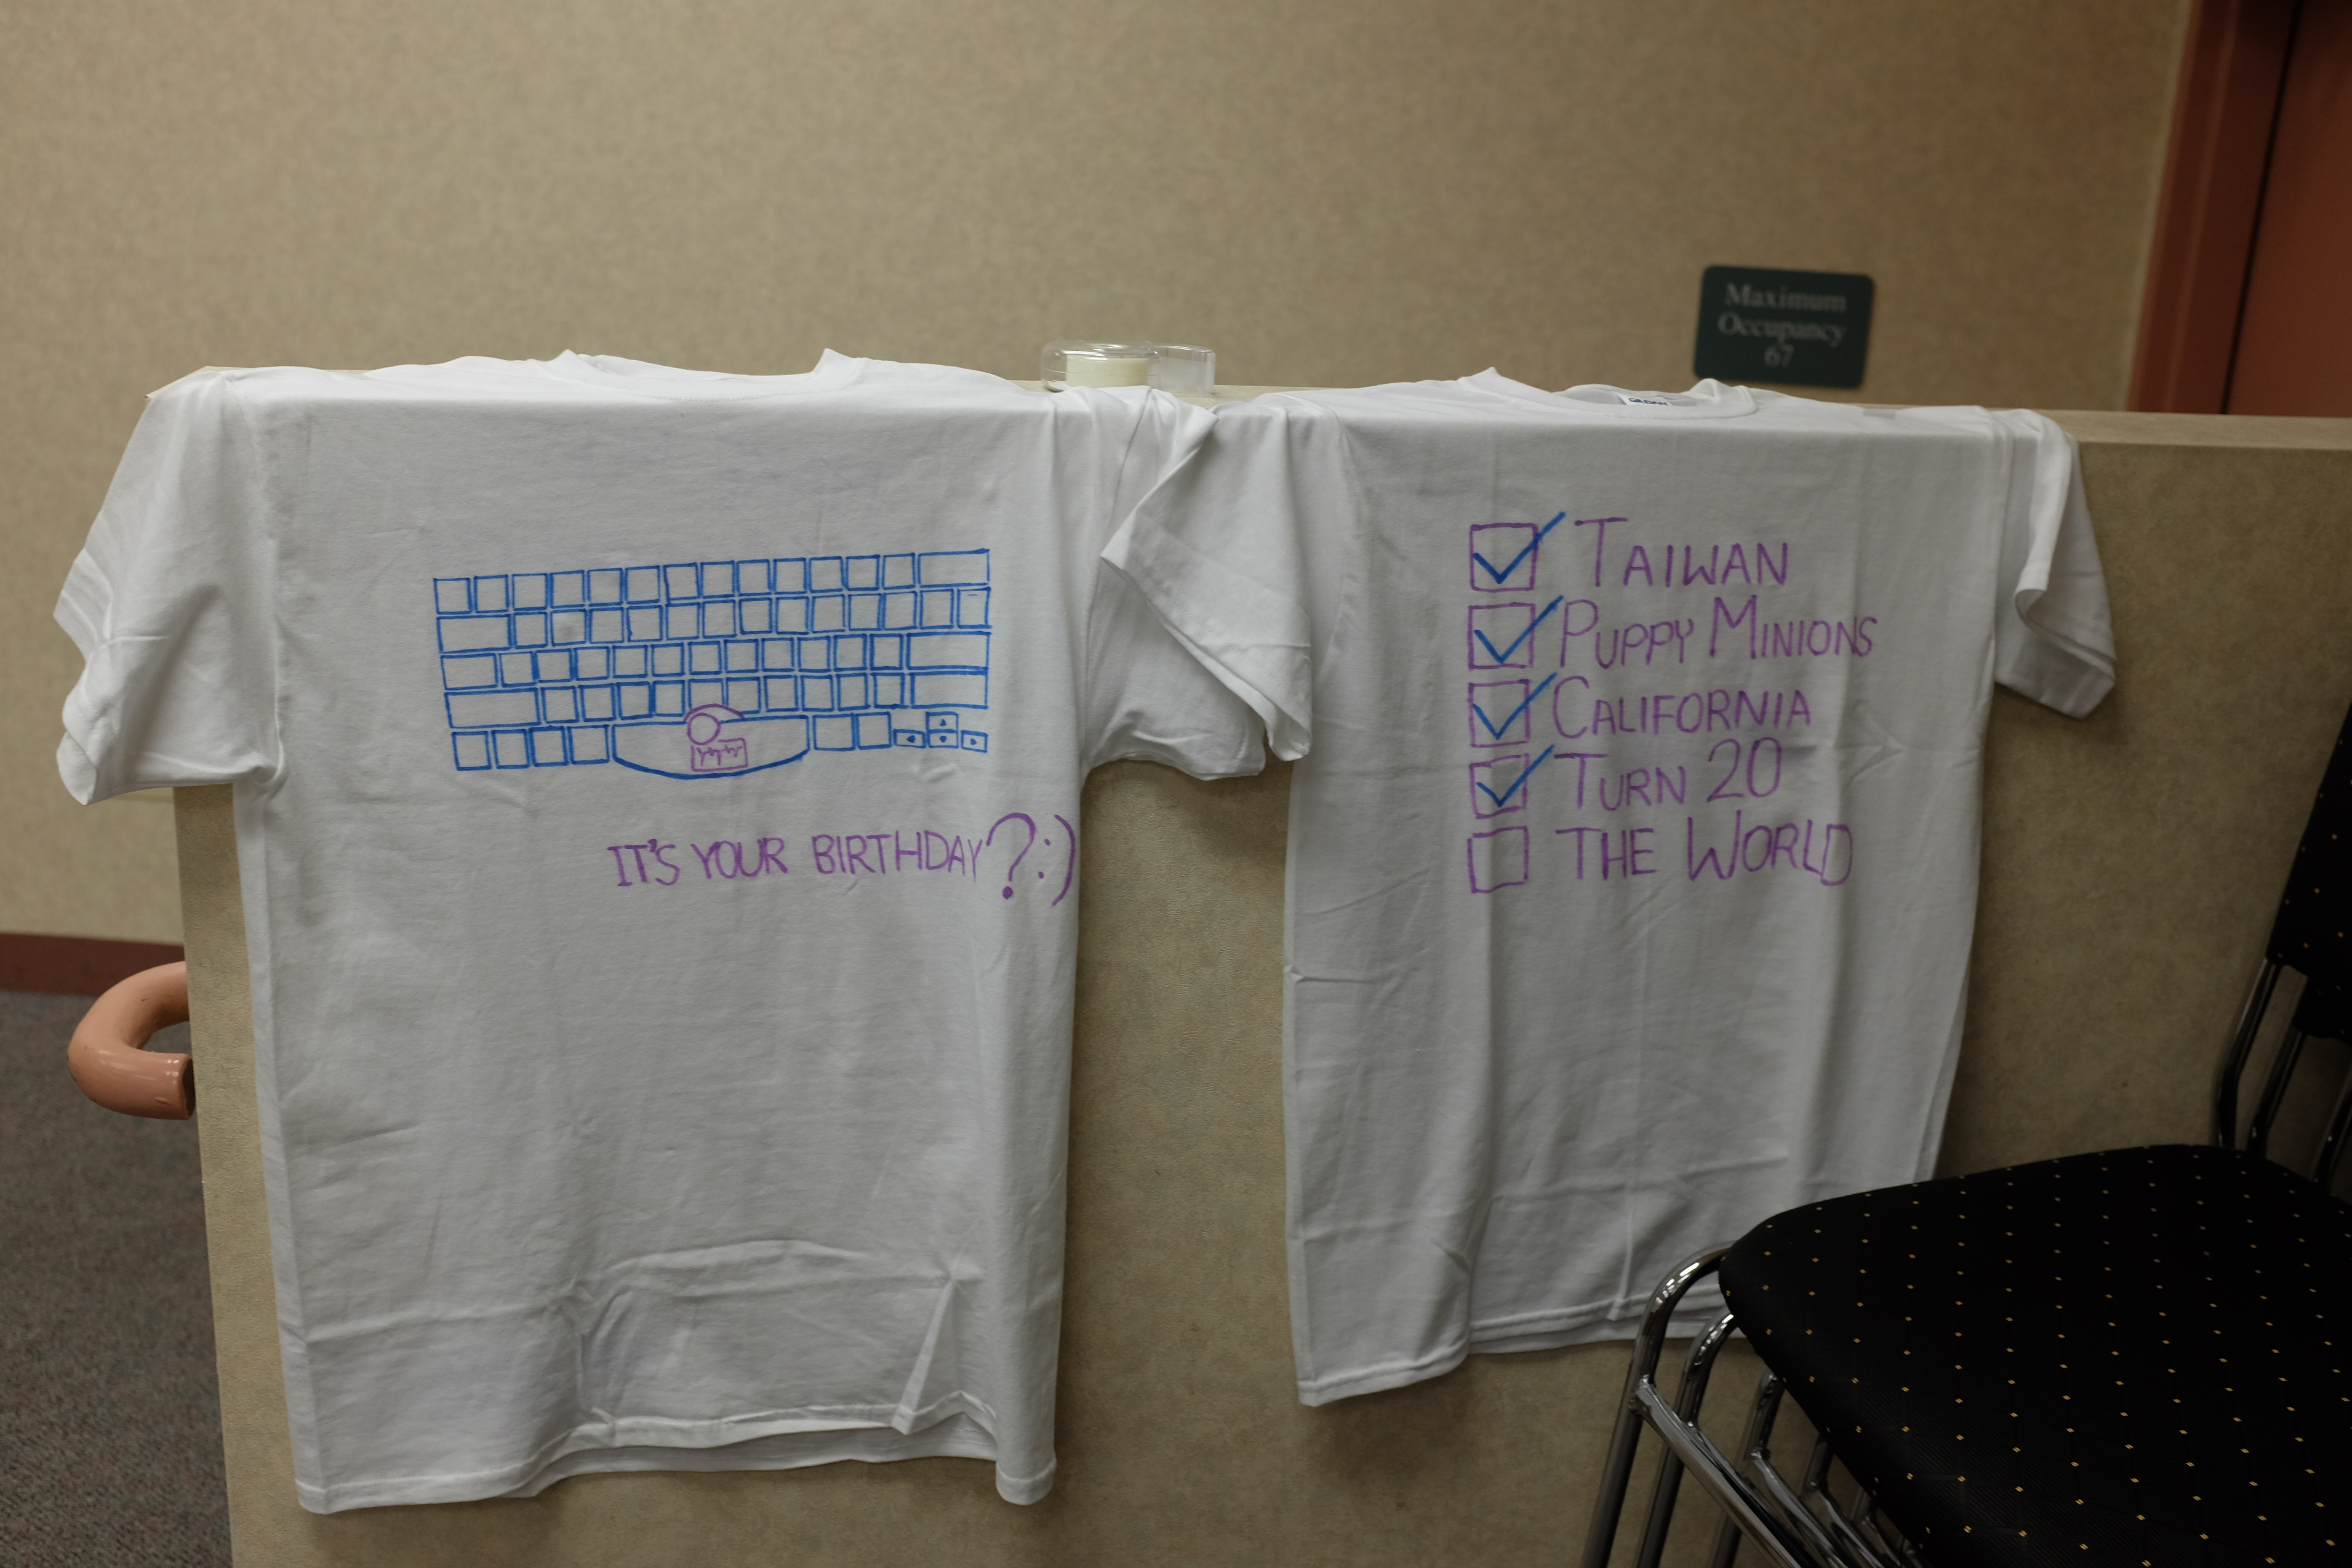 Maximum
Occupancy
67
IT'S YOUR BIRTHDAY?:)
TAIWAN
PUPPY MINIONS
CALIFORNIA
TURN 20
THE WORLD